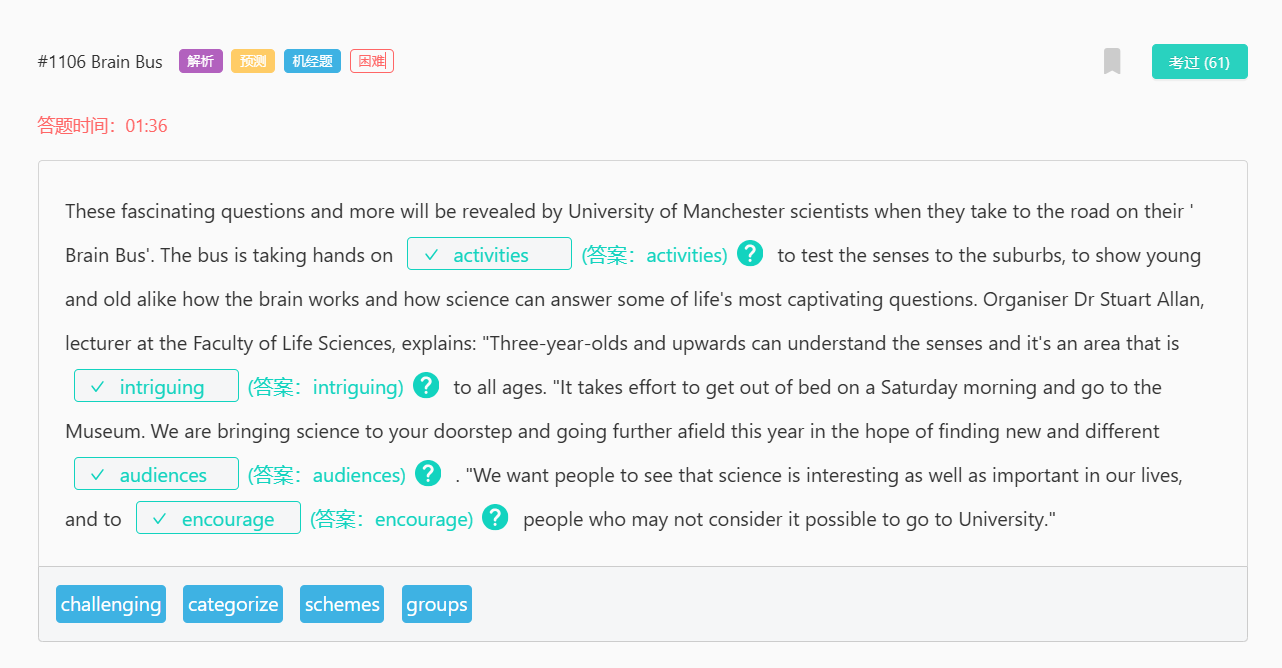 #1106 Brain Bus 解析 预测 机经题 困难 考过 (61)
答题时间：01:36
These fascinating questions and more will be revealed by University of Manchester scientists when they take to the road on their '
Brain Bus'. The bus is taking hands on ✓ activities (答案：activities) ? to test the senses to the suburbs, to show young
and old alike how the brain works and how science can answer some of life's most captivating questions. Organiser Dr Stuart Allan,
lecturer at the Faculty of Life Sciences, explains: "Three-year-olds and upwards can understand the senses and it's an area that is
✓ intriguing (答案：intriguing) ? to all ages. "It takes effort to get out of bed on a Saturday morning and go to the
Museum. We are bringing science to your doorstep and going further afield this year in the hope of finding new and different
✓ audiences (答案：audiences) ? . "We want people to see that science is interesting as well as important in our lives,
and to ✓ encourage (答案：encourage) ? people who may not consider it possible to go to University."
challenging categorize schemes groups